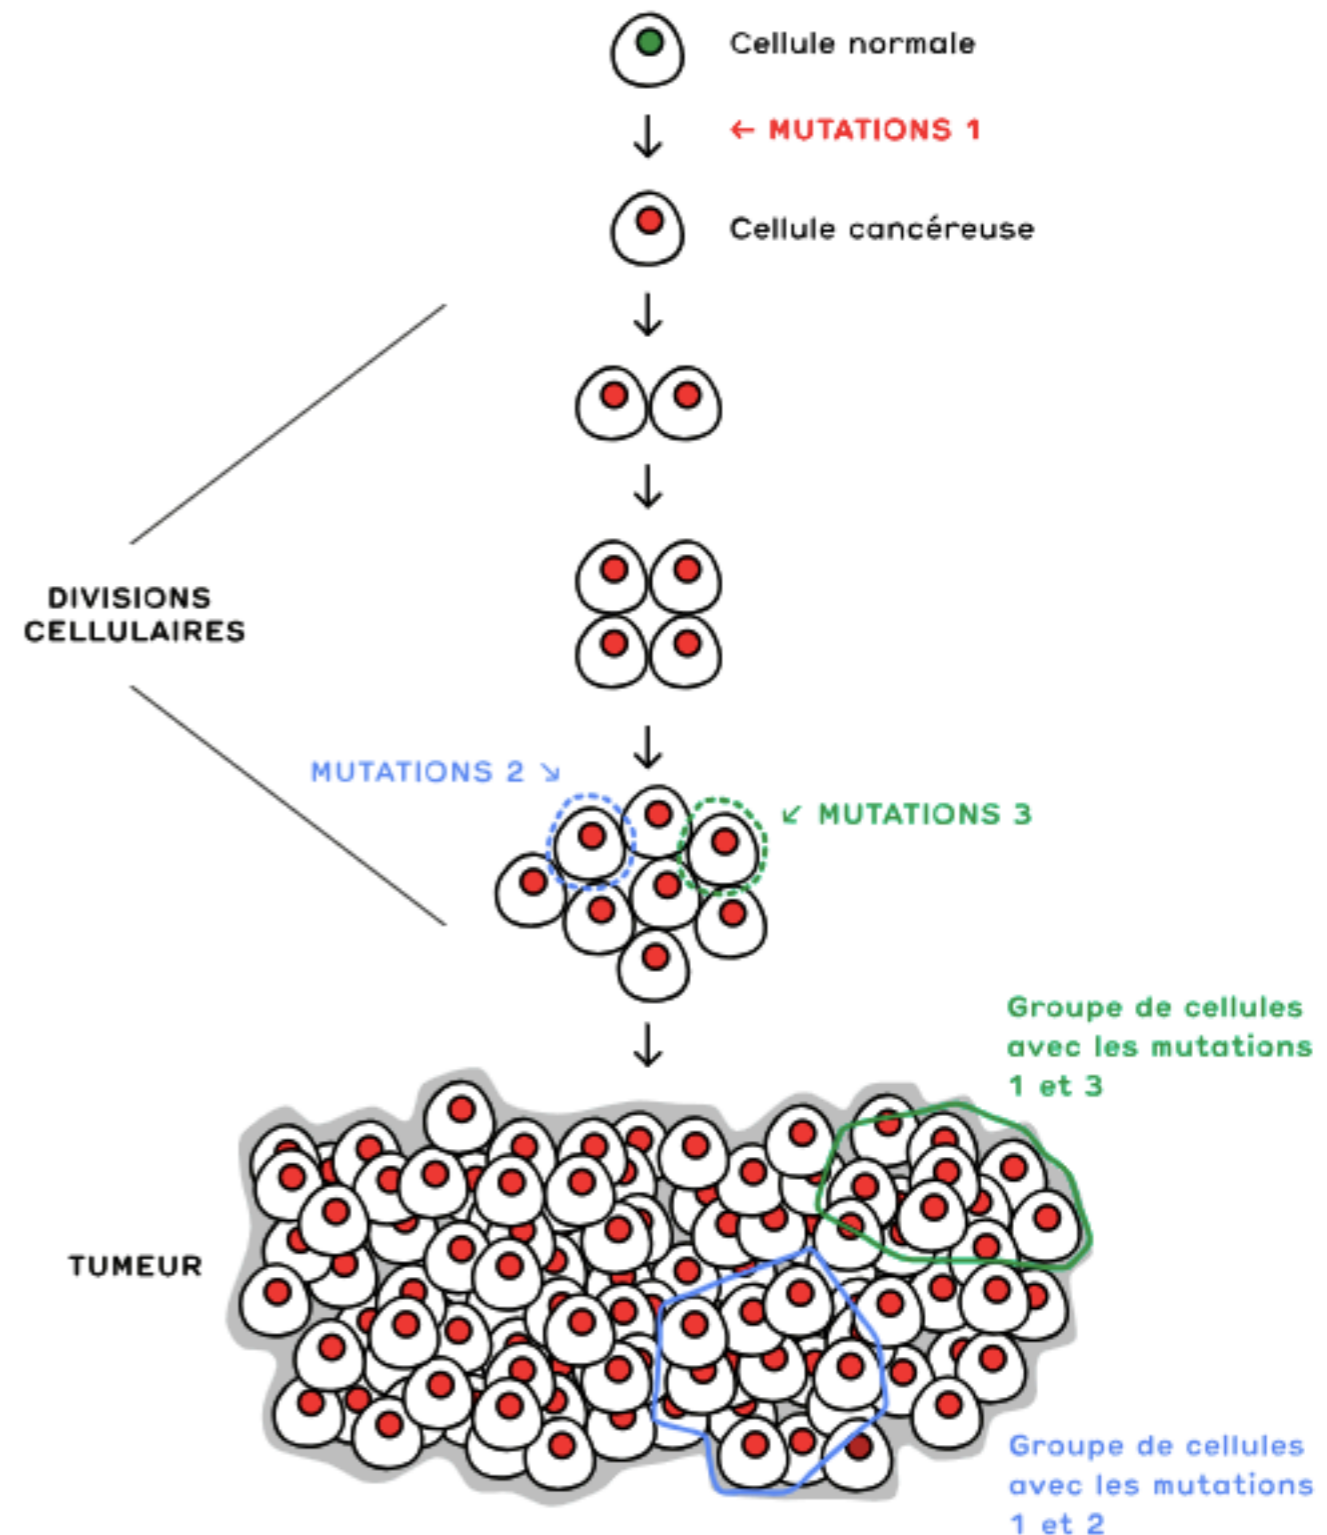 Cellule normale
← MUTATIONS 1
Cellule cancéreuse
DIVISIONS
CELLULAIRES
MUTATIONS 2 ↘
↙ MUTATIONS 3
Groupe de cellules
avec les mutations
1 et 3
TUMEUR
Groupe de cellules
avec les mutations
1 et 2